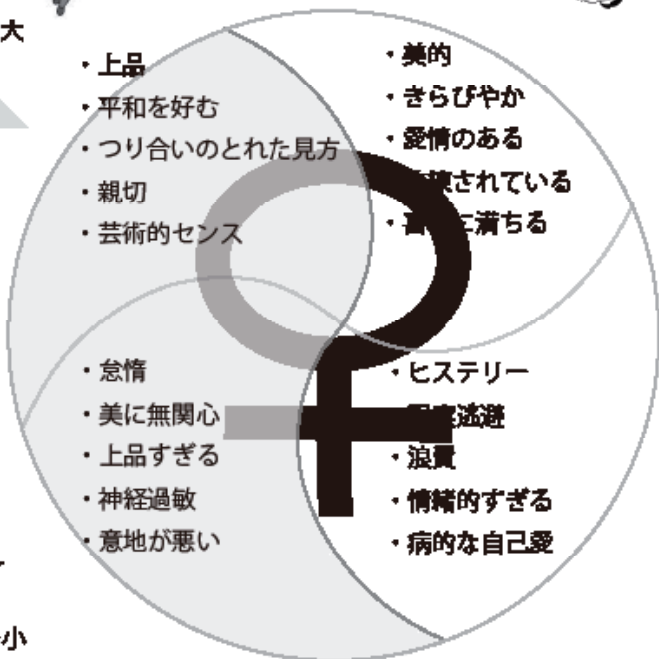 大
・上品
・平和を好む
・つり合いのとれた見方
・親切
・芸術的センス
・美的
・きらびやか
・愛情のある
されている
に満ちる
・怠惰
・美に無関心
・上品すぎる
・神経過敏
・意地が悪い
・ヒステリー
逃避
・浪費
・情緒的すぎる
・病的な自己愛
小